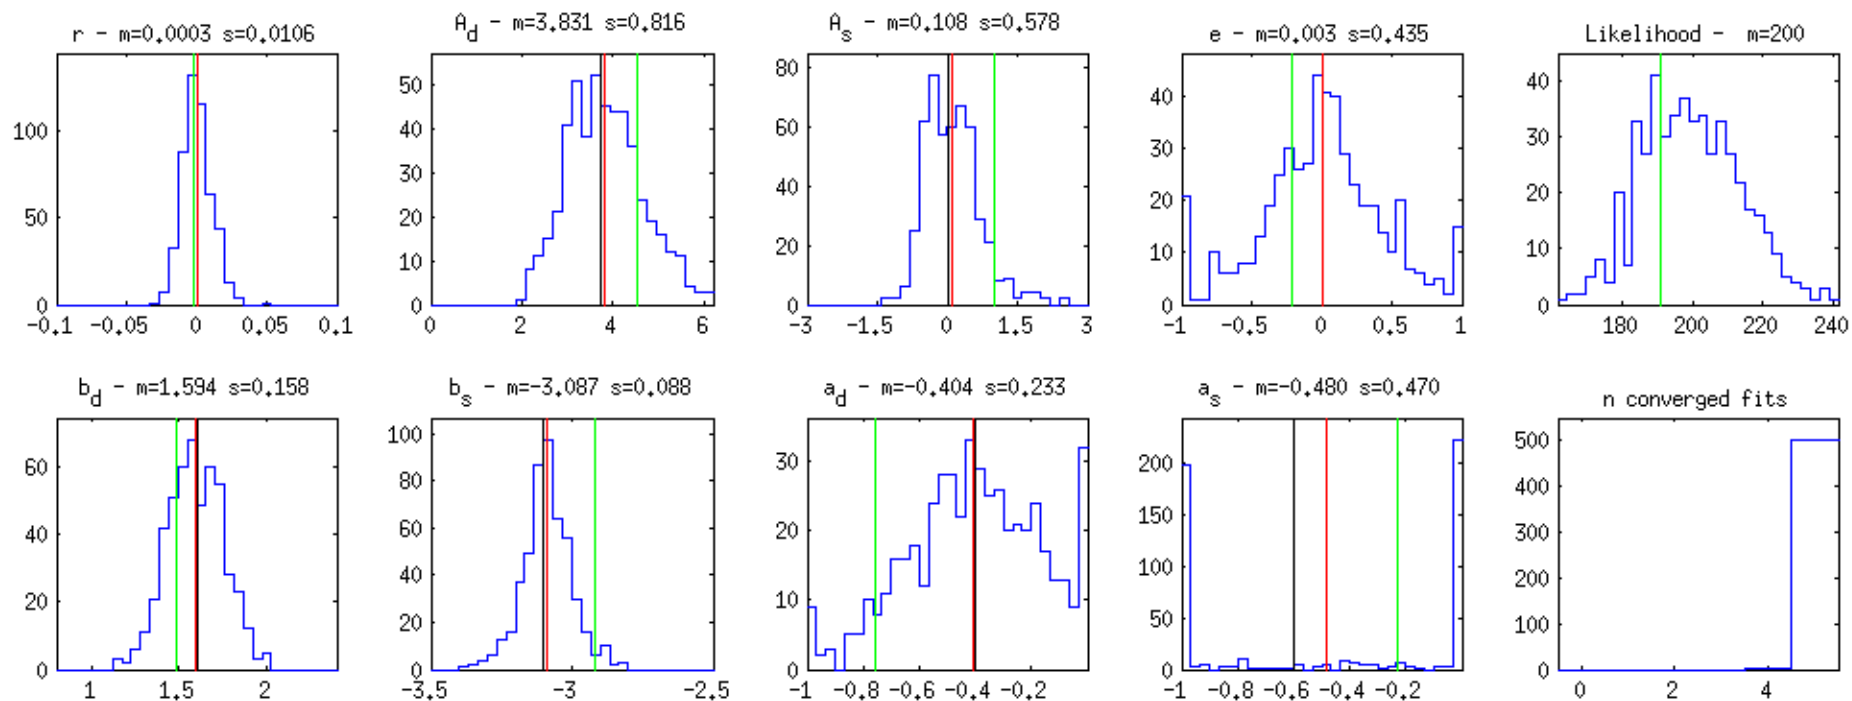 r - m=0.0003 s=0.0106
A_d - m=3.831 s=0.816
A_s - m=0.108 s=0.578
e - m=0.003 s=0.435
Likelihood - m=200
100
50
0
-0.1 -0.05 0 0.05 0.1
50
40
30
20
10
0
0 2 4 6
80
60
40
20
0
-3 -1.5 0 1.5 3
40
30
20
10
0
-1 -0.5 0 0.5 1
40
30
20
10
0
180 200 220 240
b_d - m=1.594 s=0.158
b_s - m=-3.087 s=0.088
a_d - m=-0.404 s=0.233
a_s - m=-0.480 s=0.470
n converged fits
60
40
20
0
1 1.5 2
100
80
60
40
20
0
-3.5 -3 -2.5
30
20
10
0
-1 -0.8 -0.6 -0.4 -0.2
200
150
100
50
0
-1 -0.8 -0.6 -0.4 -0.2
500
400
300
200
100
0
0 2 4